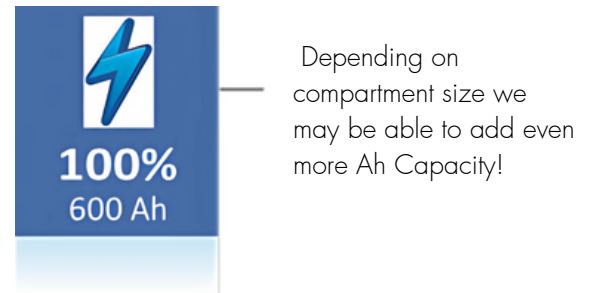 100%
600 Ah
Depending on
compartment size we
may be able to add even
more Ah Capacity!